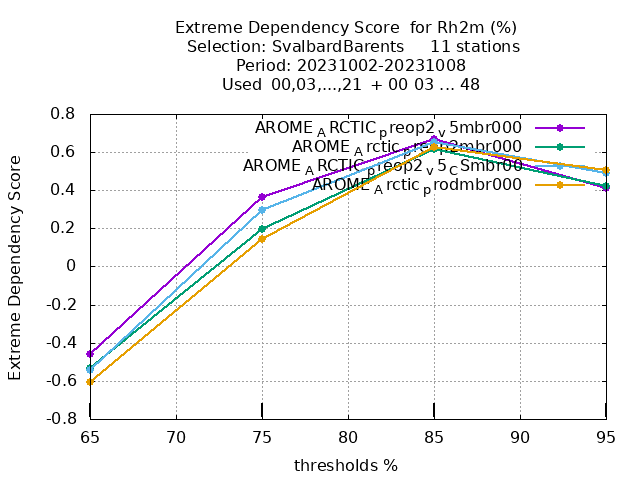 Extreme Dependency Score  for Rh2m (%)
Selection: SvalbardBarents     11 stations
Period: 20231002-20231008
Used  00,03,...,21  + 00 03 ... 48
Extreme Dependency Score
0.8
0.6
0.4
0.2
0
-0.2
-0.4
-0.6
-0.8
AROME_ARCTIC_preop2_v5mbr000
AROME_Arctic_prep2mbr000
AROME_ARCTIC_preop2_v5_CSmbr00
AROME_Arctic_prodmbr000
65 70 75 80 85 90 95
thresholds %